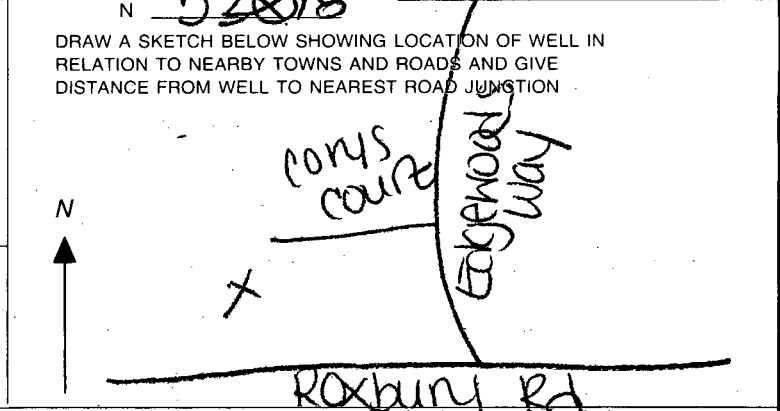 N
DRAW A SKETCH BELOW SHOWING LOCATION OF WELL IN
RELATION TO NEARBY TOWNS AND ROADS AND GIVE
DISTANCE FROM WELL TO NEAREST ROAD JUNCTION
Corys
Court
Edgewoods
Way
N
X
Roxbury Rd